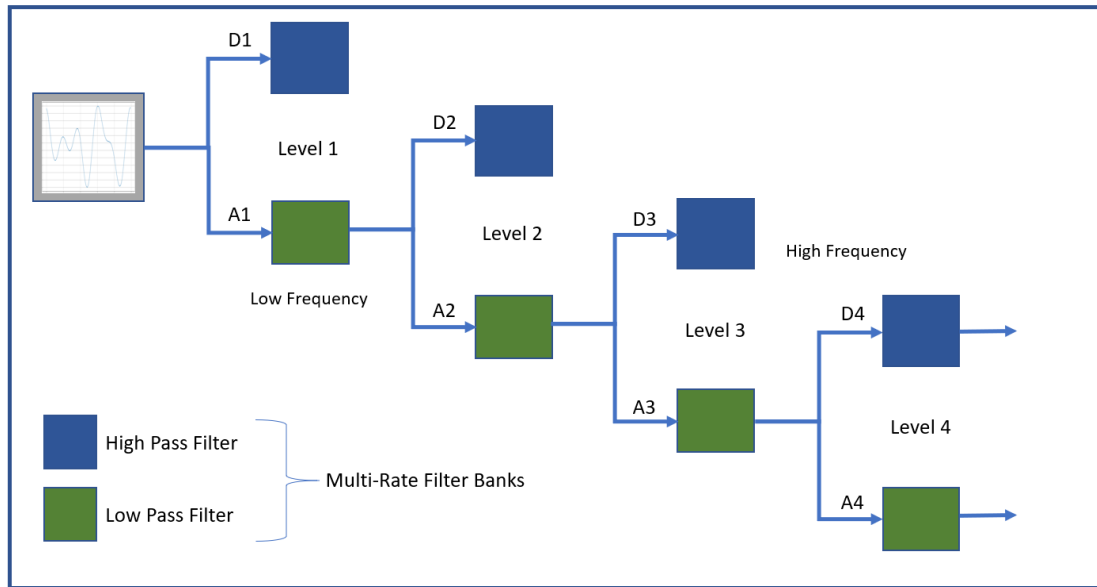 D1
Level 1
A1
Low Frequency
D2
Level 2
A2
D3
High Frequency
Level 3
A3
D4
Level 4
A4
High Pass Filter
Low Pass Filter
Multi-Rate Filter Banks